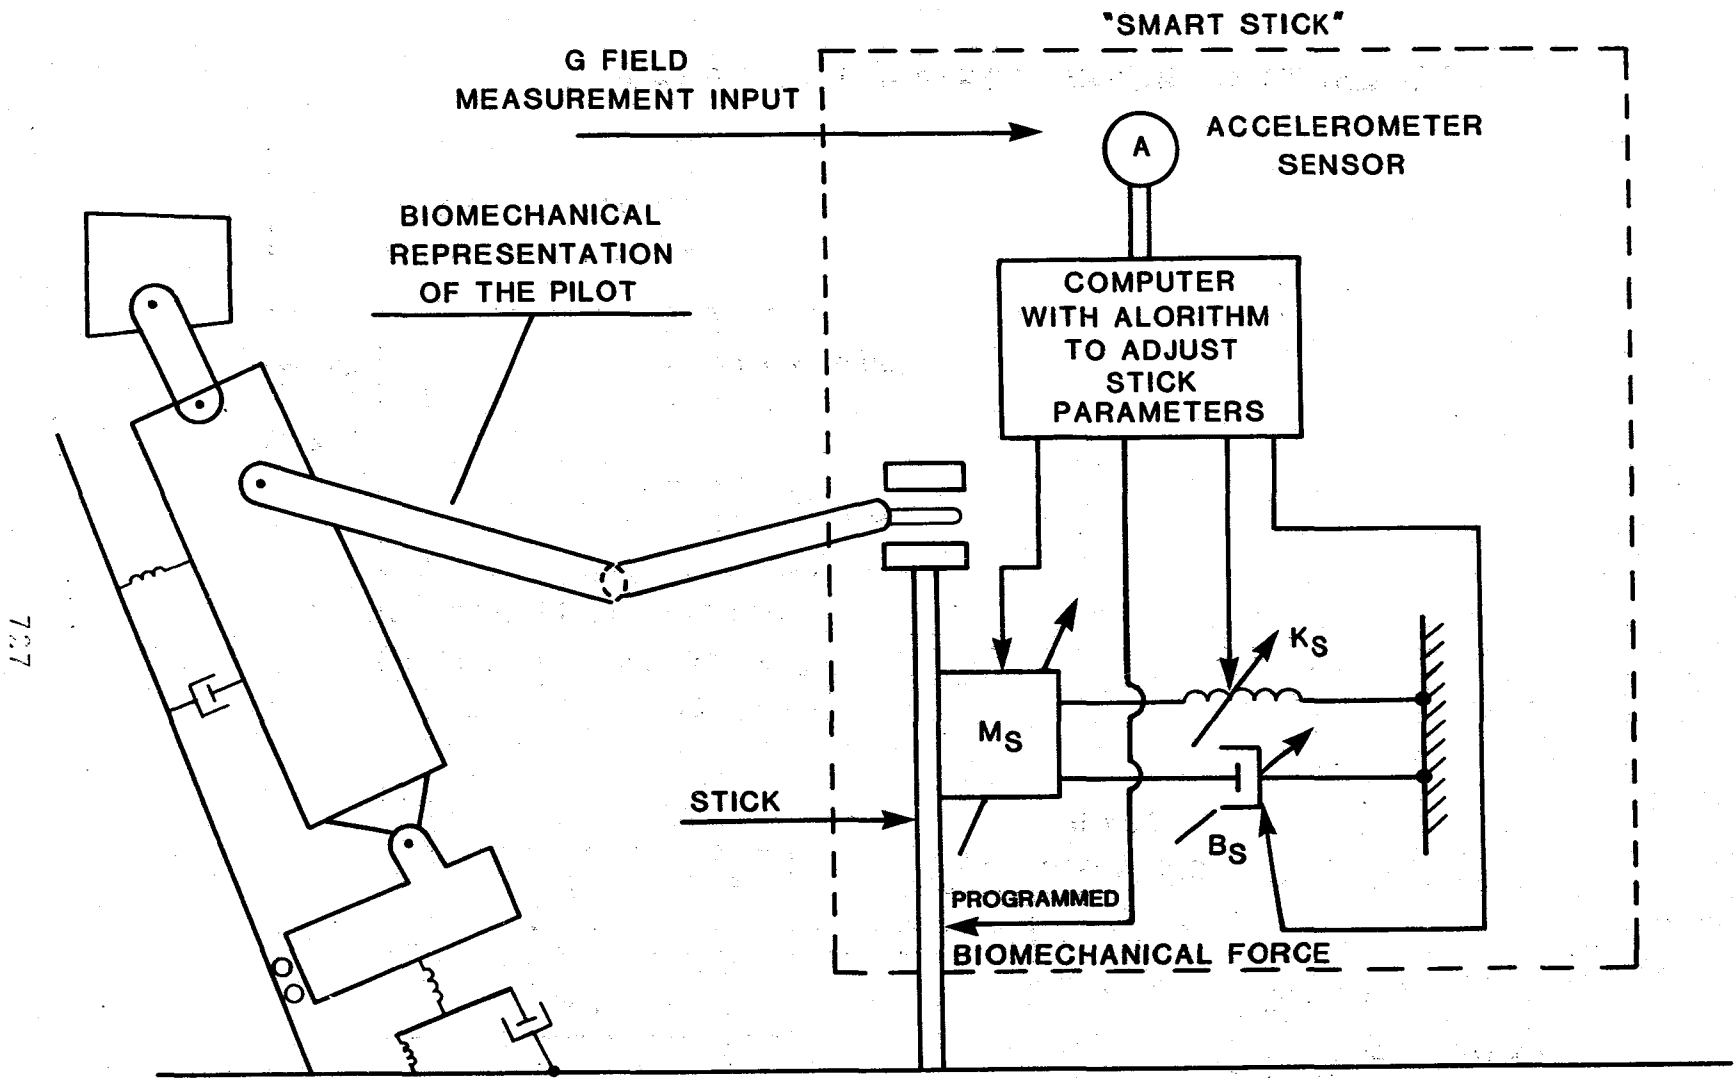 "SMART STICK"
G FIELD
MEASUREMENT INPUT
A
ACCELEROMETER
SENSOR
BIOMECHANICAL
REPRESENTATION
OF THE PILOT
COMPUTER
WITH ALORITHM
TO ADJUST
STICK
PARAMETERS
KS
MS
STICK
BS
PROGRAMMED
BIOMECHANICAL FORCE